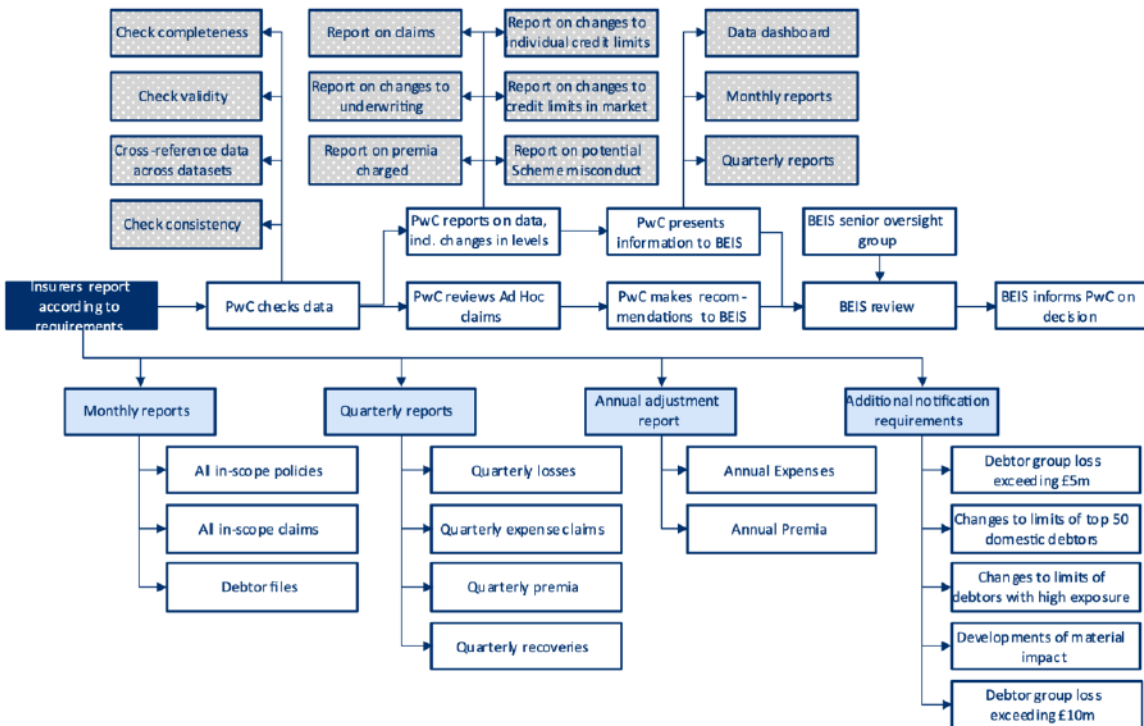 Check completeness
Report on claims
Report on changes to
individual credit limits
Data dashboard
Check validity
Report on changes to
underwriting
Report on changes to
credit limits in market
Monthly reports
Cross-reference data
across datasets
Report on premia
charged
Report on potential
Scheme misconduct
Quarterly reports
Check consistency
PwC reports on data,
incl. changes in levels
PwC presents
information to BEIS
BEIS senior oversight
group
Insurers report
according to
requirements
PwC checks data
PwC reviews Ad Hoc
claims
PwC makes recom-
mendations to BEIS
BEIS review
BEIS informs PwC on
decision
Monthly reports
Quarterly reports
Annual adjustment
report
Additional notification
requirements
All in-scope policies
Quarterly losses
Annual Expenses
Debtor group loss
exceeding £5m
All in-scope claims
Quarterly expense claims
Annual Premia
Changes to limits of top 50
domestic debtors
Debtor files
Quarterly premia
Changes to limits of
debtors with high exposure
Quarterly recoveries
Developments of material
impact
Debtor group loss
exceeding £10m